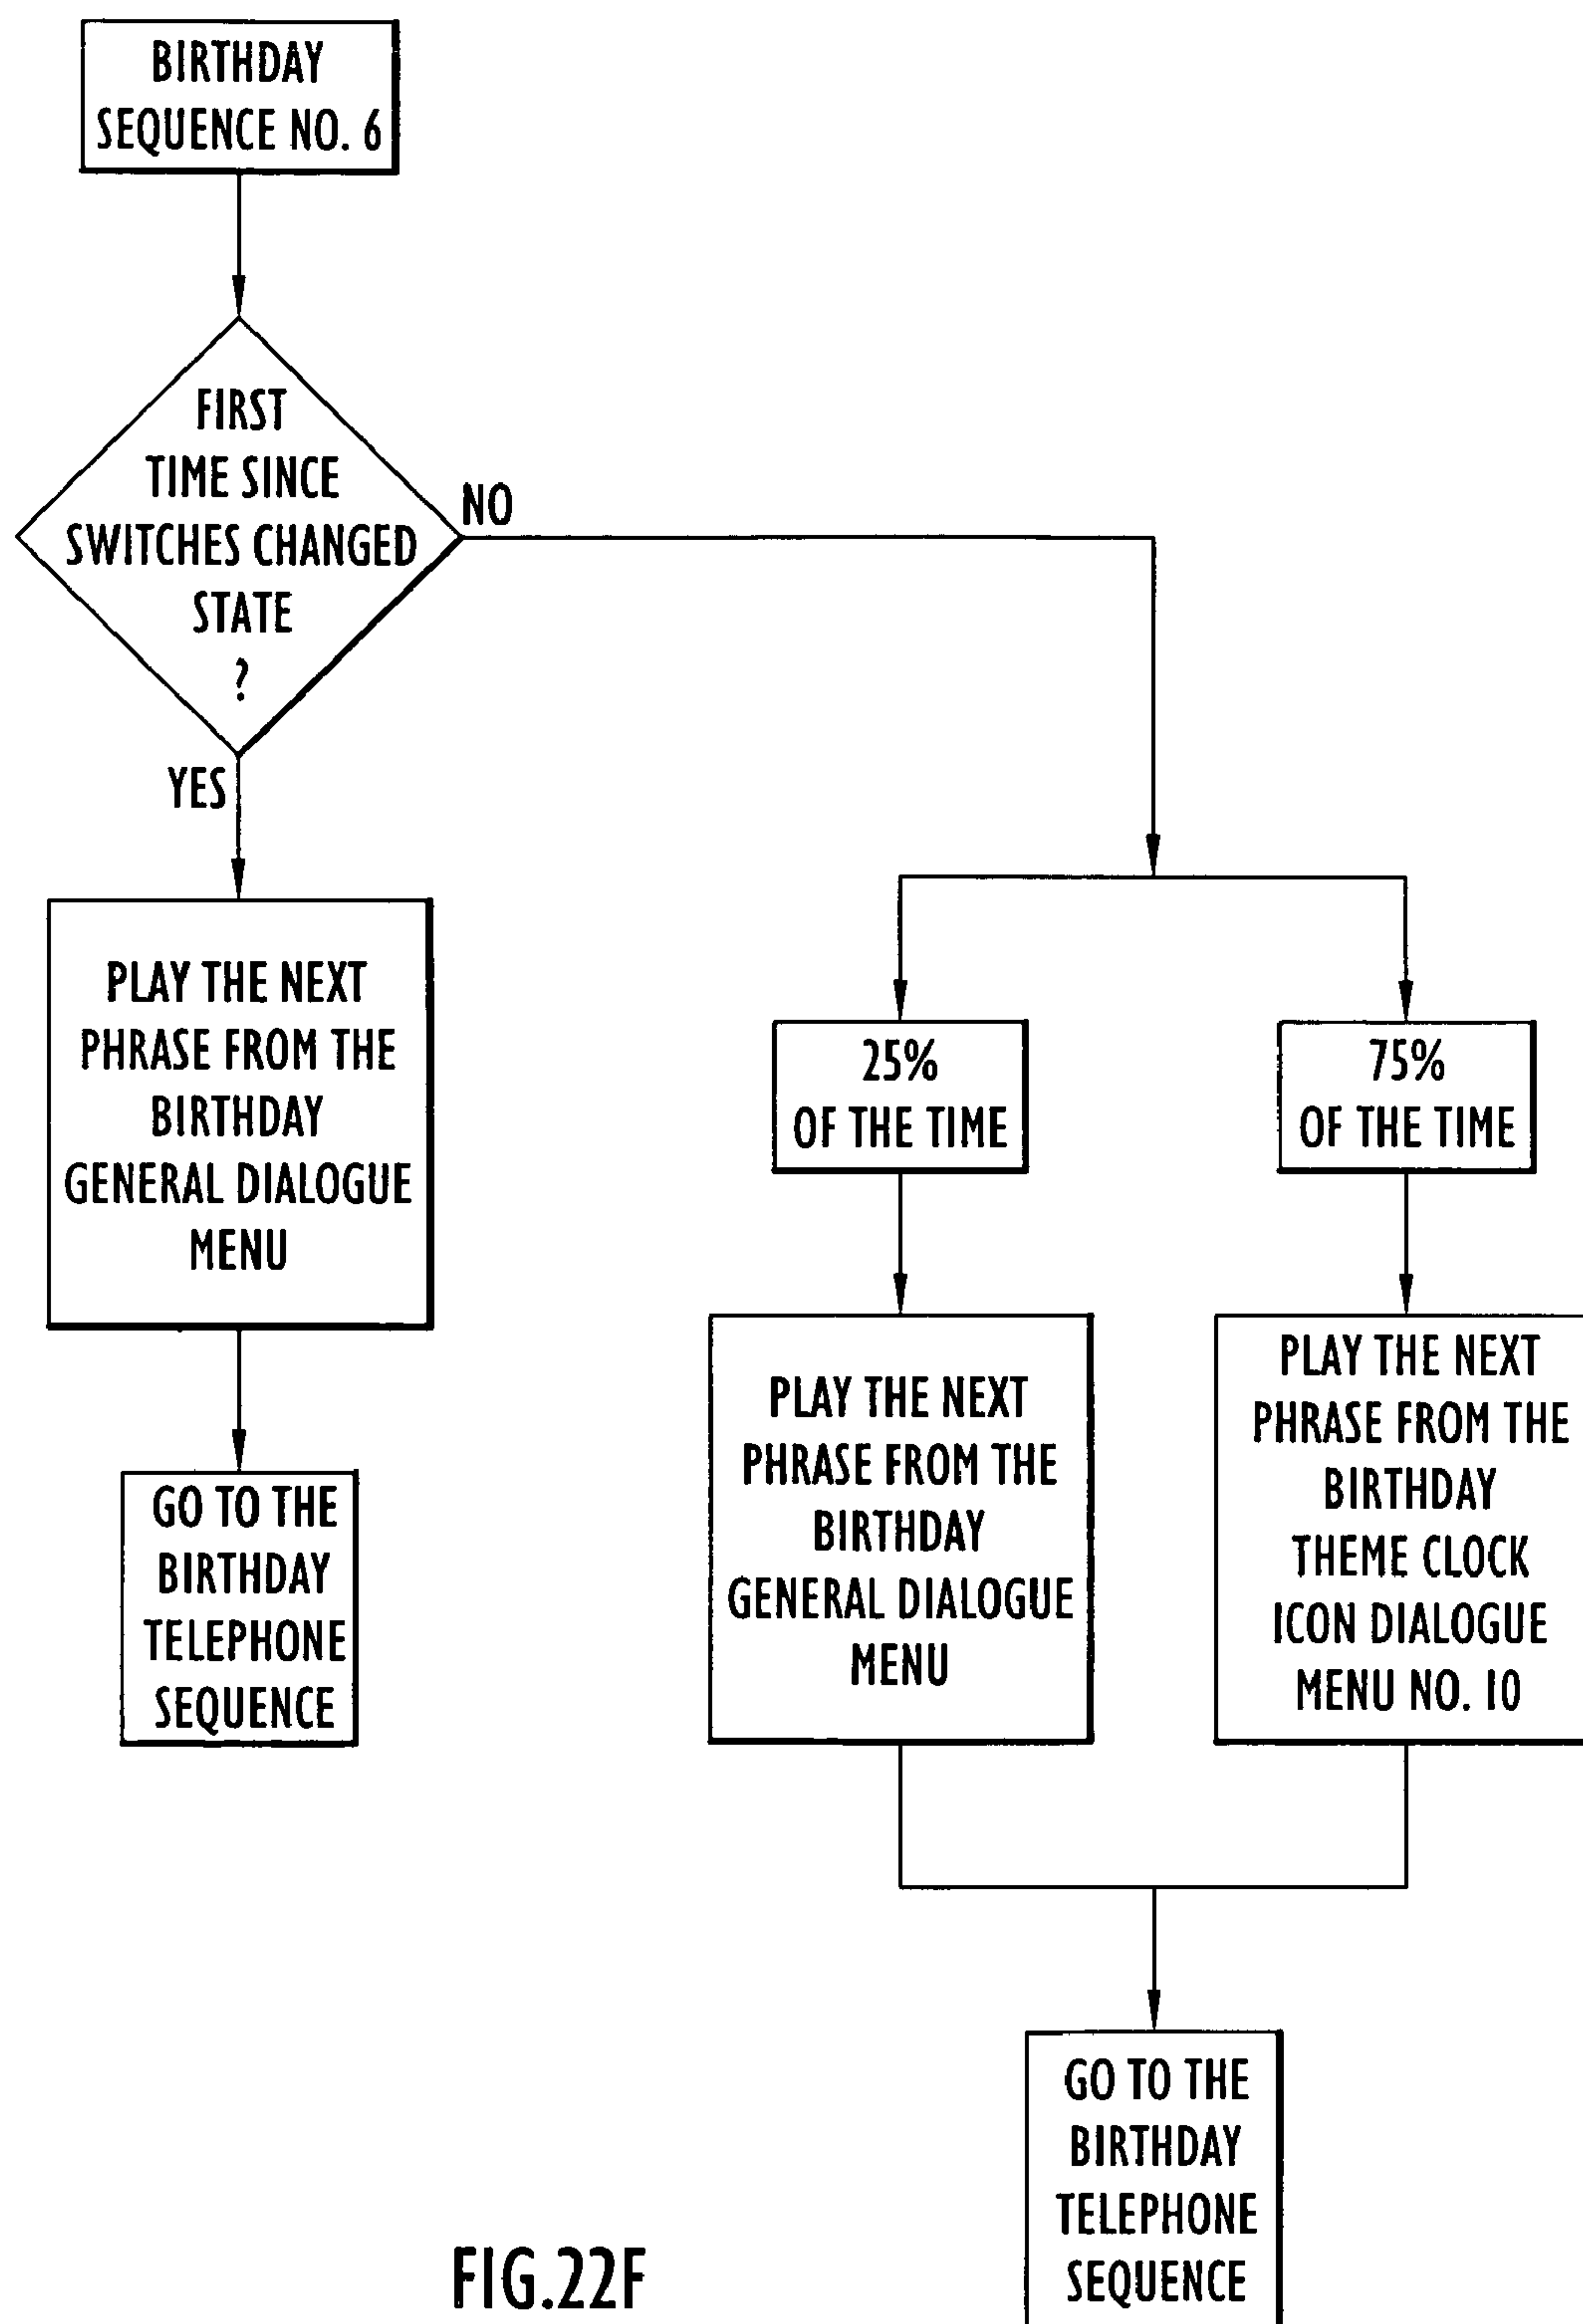 BIRTHDAY
SEQUENCE NO. 6
FIRST
TIME SINCE
SWITCHES CHANGED
STATE
?
NO
YES
PLAY THE NEXT
PHRASE FROM THE
BIRTHDAY
GENERAL DIALOGUE
MENU
GO TO THE
BIRTHDAY
TELEPHONE
SEQUENCE
25%
OF THE TIME
75%
OF THE TIME
PLAY THE NEXT
PHRASE FROM THE
BIRTHDAY
GENERAL DIALOGUE
MENU
PLAY THE NEXT
PHRASE FROM THE
BIRTHDAY
THEME CLOCK
ICON DIALOGUE
MENU NO. 10
GO TO THE
BIRTHDAY
TELEPHONE
SEQUENCE
FIG.22F